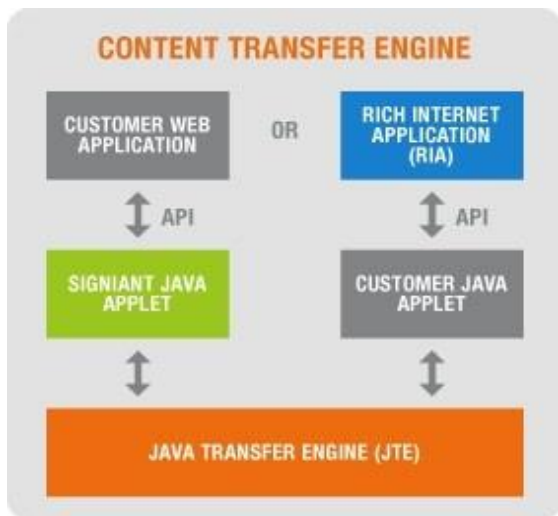 CONTENT TRANSFER ENGINE
CUSTOMER WEB
APPLICATION
OR
RICH INTERNET
APPLICATION
(RIA)
API
API
SIGNIANT JAVA
APPLET
CUSTOMER JAVA
APPLET
JAVA TRANSFER ENGINE (JTE)